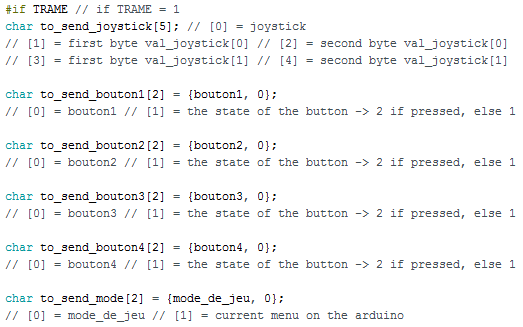 #if TRAME // if TRAME = 1
char to_send_joystick[5]; // [0] = joystick
// [1] = first byte val_joystick[0] // [2] = second byte val_joystick[0]
// [3] = first byte val_joystick[1] // [4] = second byte val_joystick[1]
char to_send_bouton1[2] = {bouton1, 0};
// [0] = bouton1 // [1] = the state of the button -> 2 if pressed, else 1
char to_send_bouton2[2] = {bouton2, 0};
// [0] = bouton2 // [1] = the state of the button -> 2 if pressed, else 1
char to_send_bouton3[2] = {bouton3, 0};
// [0] = bouton3 // [1] = the state of the button -> 2 if pressed, else 1
char to_send_bouton4[2] = {bouton4, 0};
// [0] = bouton4 // [1] = the state of the button -> 2 if pressed, else 1
char to_send_mode[2] = {mode_de_jeu, 0};
// [0] = mode_de_jeu // [1] = current menu on the arduino